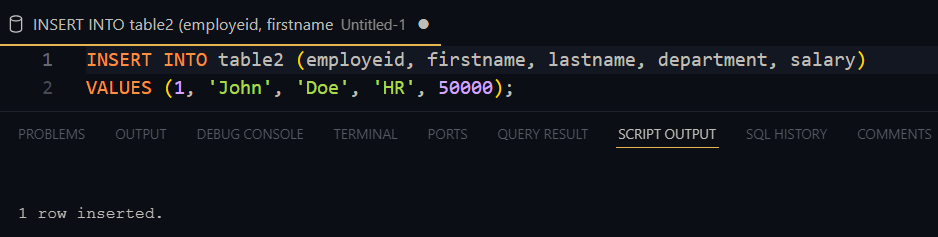 INSERT INTO table2 (employeid, firstname Untitled-1
1 INSERT INTO table2 (employeid, firstname, lastname, department, salary)
2 VALUES (1, 'John', 'Doe', 'HR', 50000);
PROBLEMS OUTPUT DEBUG CONSOLE TERMINAL PORTS QUERY RESULT SCRIPT OUTPUT SQL HISTORY COMMENTS
1 row inserted.